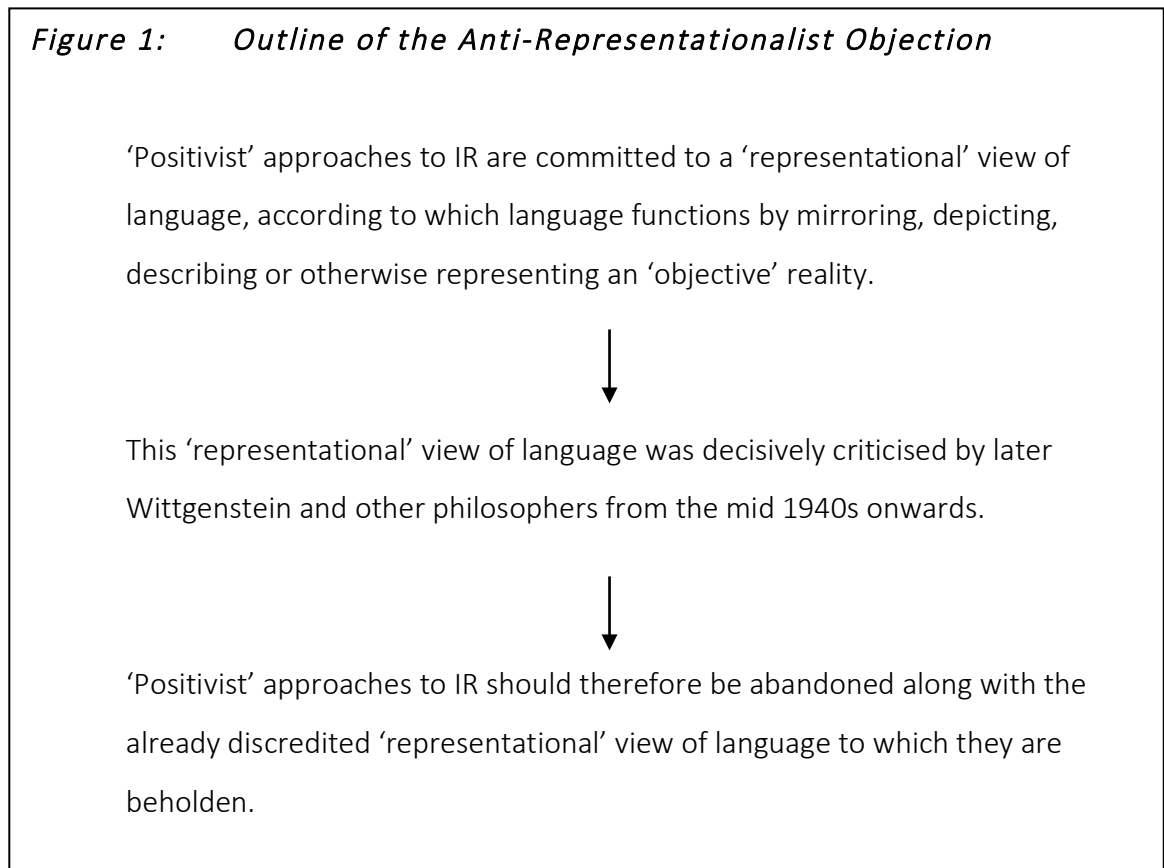 Figure 1: Outline of the Anti-Representationalist Objection
‘Positivist’ approaches to IR are committed to a ‘representational’ view of
language, according to which language functions by mirroring, depicting,
describing or otherwise representing an ‘objective’ reality.
This ‘representational’ view of language was decisively criticised by later
Wittgenstein and other philosophers from the mid 1940s onwards.
‘Positivist’ approaches to IR should therefore be abandoned along with the
already discredited ‘representational’ view of language to which they are
beholden.